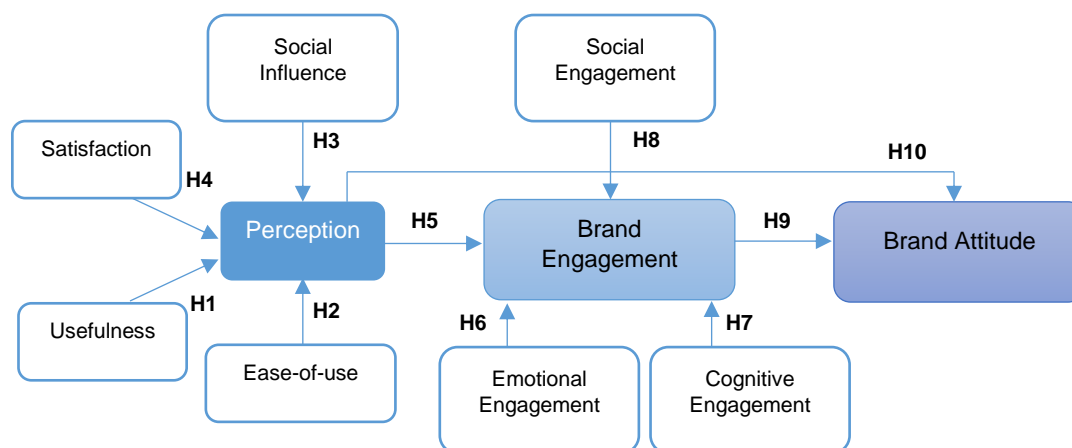 Social
Influence
Social
Engagement
H3
H8
H10
Satisfaction
H4
Perception
H5
Brand
Engagement
H9
Brand Attitude
Usefulness
H1
H2
H6
H7
Ease-of-use
Emotional
Engagement
Cognitive
Engagement